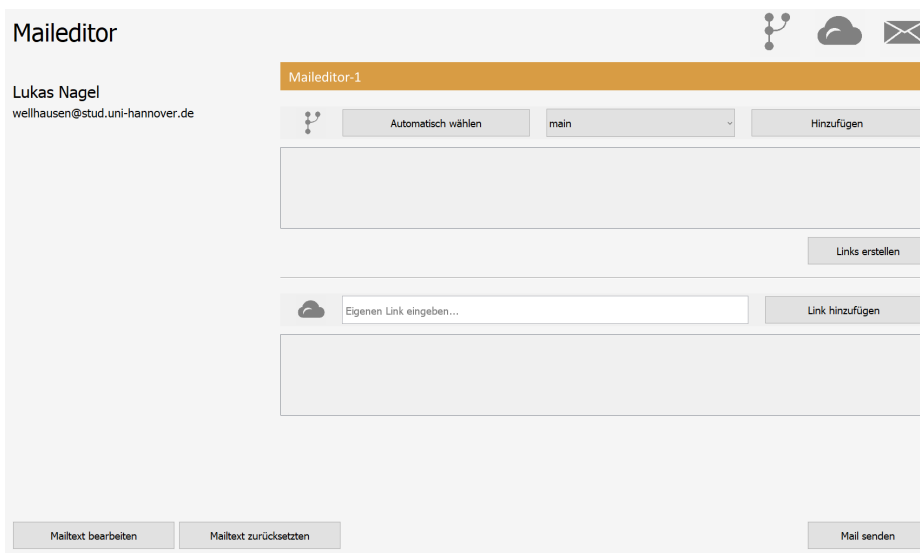 Maileditor
Lukas Nagel
wellhausen@stud.uni-hannover.de
Maileditor-1
Automatisch wählen
main
Hinzufügen
Links erstellen
Eigenen Link eingeben...
Link hinzufügen
Mailtext bearbeiten
Mailtext zurücksetzten
Mail senden